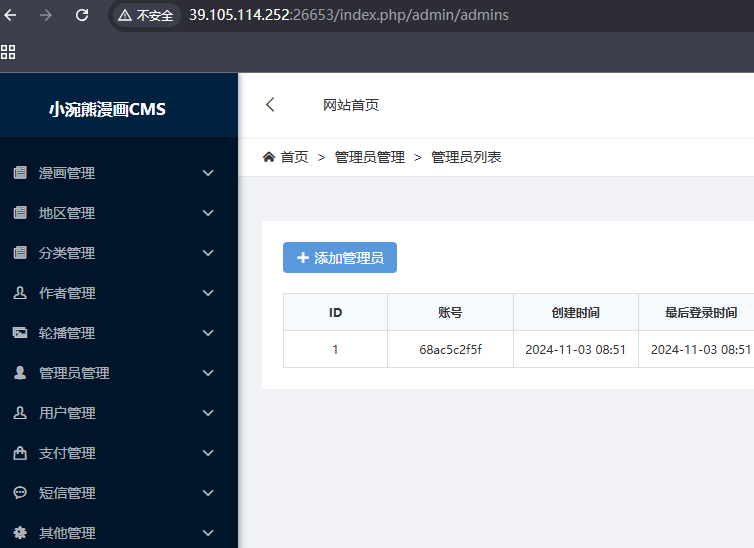 不安全 39.105.114.252:26653/index.php/admin/admins
小涴熊漫画CMS
网站首页
首页 > 管理员管理 > 管理员列表
漫画管理
地区管理
分类管理
作者管理
轮播管理
管理员管理
用户管理
支付管理
短信管理
其他管理
添加管理员
ID 账号 创建时间 最后登录时间
1 68ac5c2f5f 2024-11-03 08:51 2024-11-03 08:51